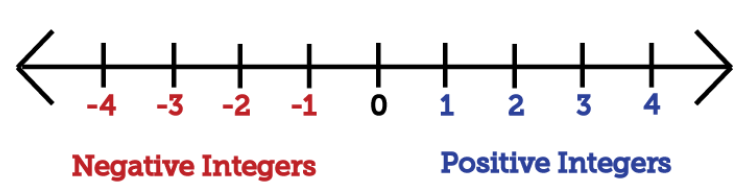 -4 -3 -2 -1 0 1 2 3 4
Negative Integers Positive Integers